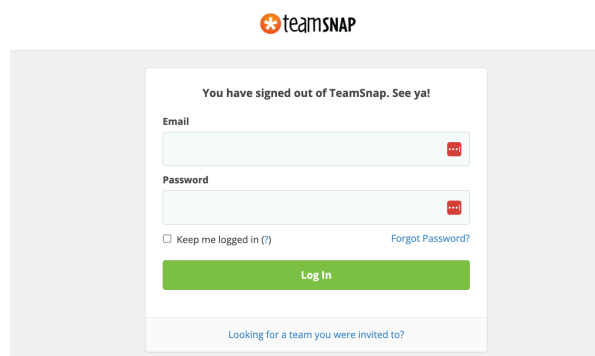 teamsnap
You have signed out of TeamSnap. See ya!
Email
Password
Keep me logged in (?)
Forgot Password?
Log In
Looking for a team you were invited to?